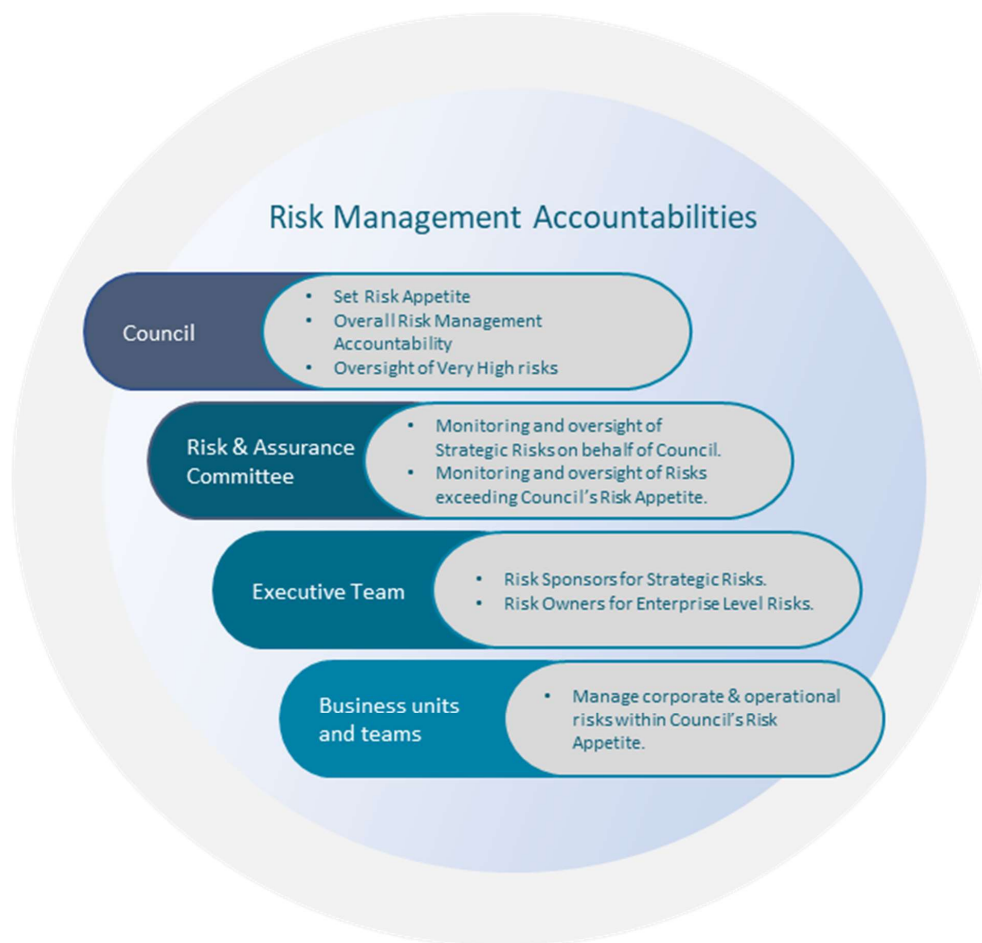 Risk Management Accountabilities
Council
• Set Risk Appetite
• Overall Risk Management
Accountability
• Oversight of Very High risks
Risk & Assurance
Committee
• Monitoring and oversight of
Strategic Risks on behalf of Council.
• Monitoring and oversight of Risks
exceeding Council's Risk Appetite.
Executive Team
• Risk Sponsors for Strategic Risks.
• Risk Owners for Enterprise Level Risks.
Business units
and teams
• Manage corporate & operational
risks within Council's Risk
Appetite.